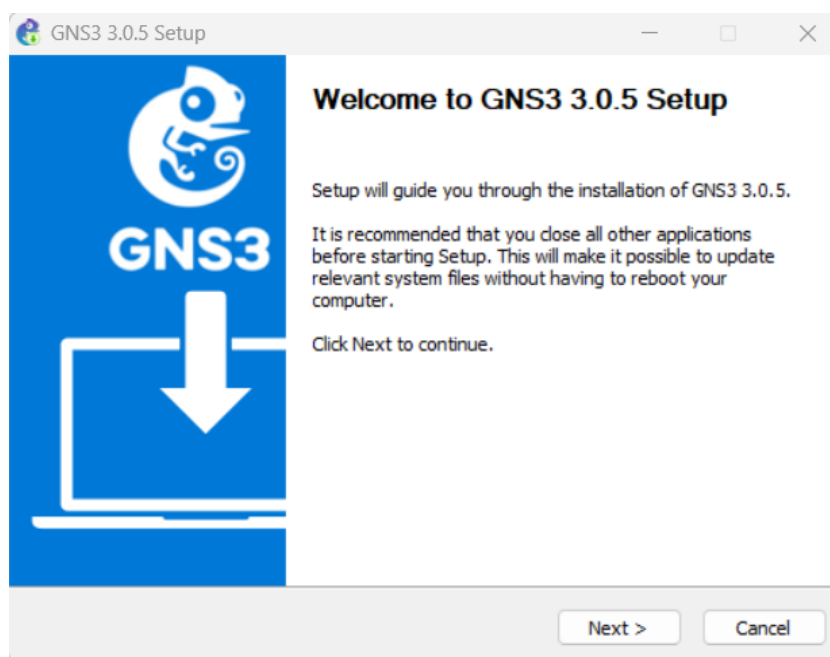 GNS3 3.0.5 Setup
GNS3
Welcome to GNS3 3.0.5 Setup
Setup will guide you through the installation of GNS3 3.0.5.
It is recommended that you close all other applications
before starting Setup. This will make it possible to update
relevant system files without having to reboot your
computer.
Click Next to continue.
Next >
Cancel